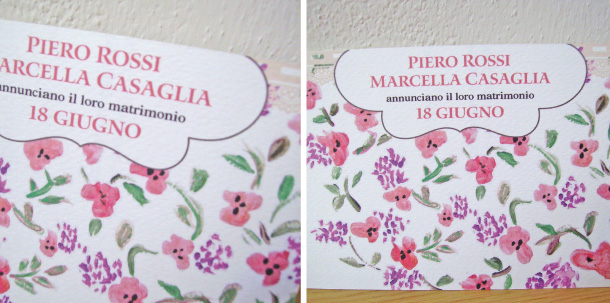 PIERO ROSSI
MARCELLA CASAGLIA
annunciano il loro matrimonio
18 GIUGNO
PIERO ROSSI
MARCELLA CASAGLIA
annunciano il loro matrimonio
18 GIUGNO